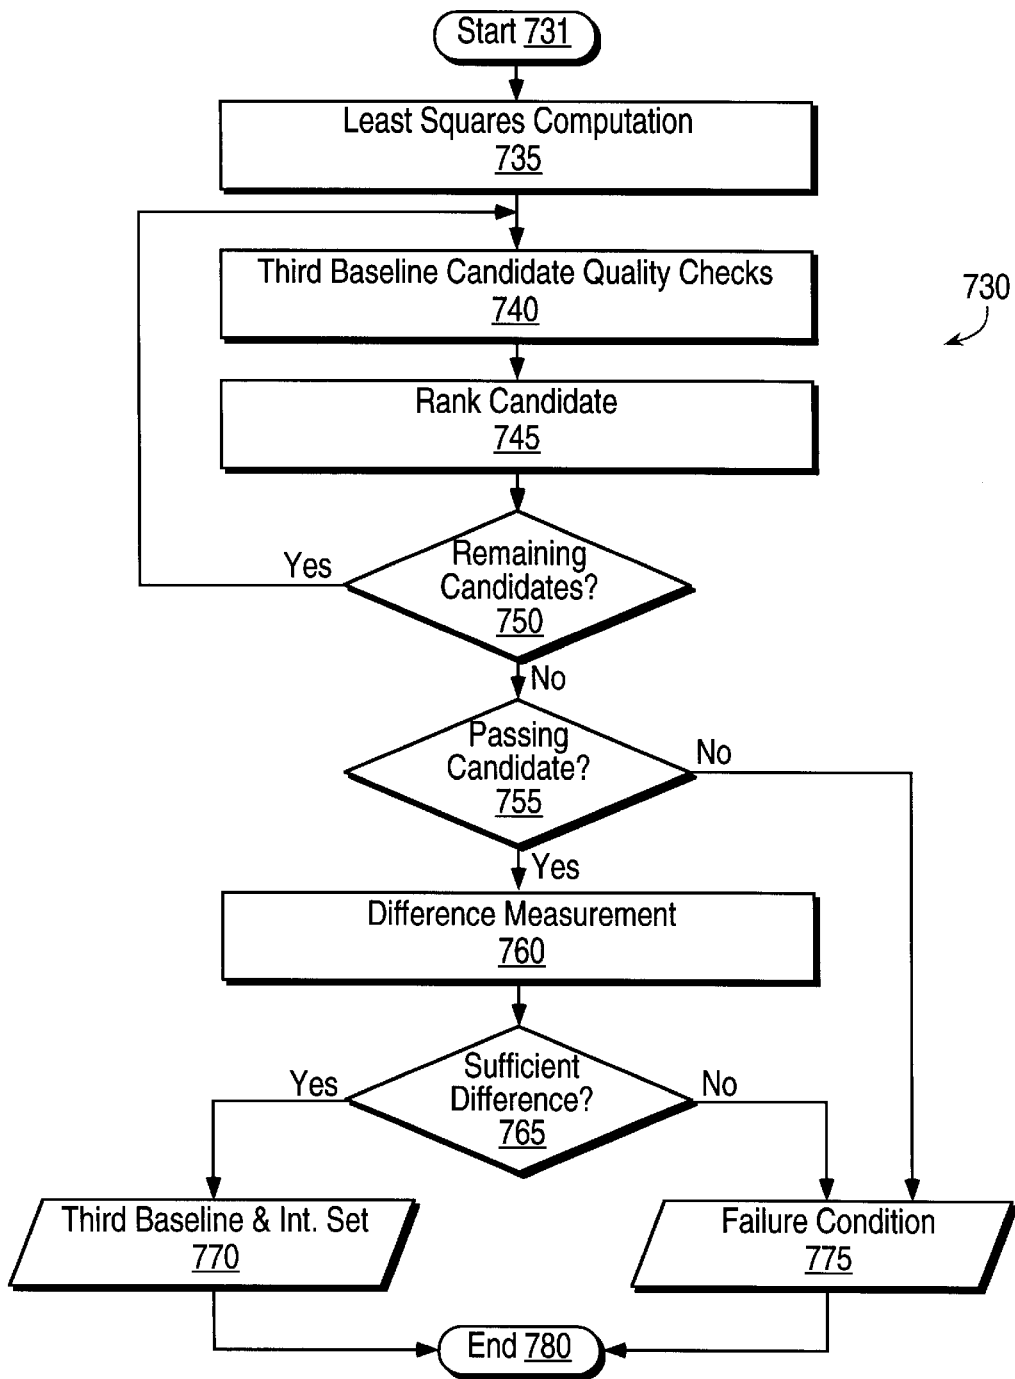 Start 731
Least Squares Computation
735
Third Baseline Candidate Quality Checks
740
730
Rank Candidate
745
Yes
Remaining
Candidates?
750
No
Passing
Candidate?
755
No
Yes
Difference Measurement
760
Yes
Sufficient
Difference?
765
No
Third Baseline & Int. Set
770
Failure Condition
775
End 780